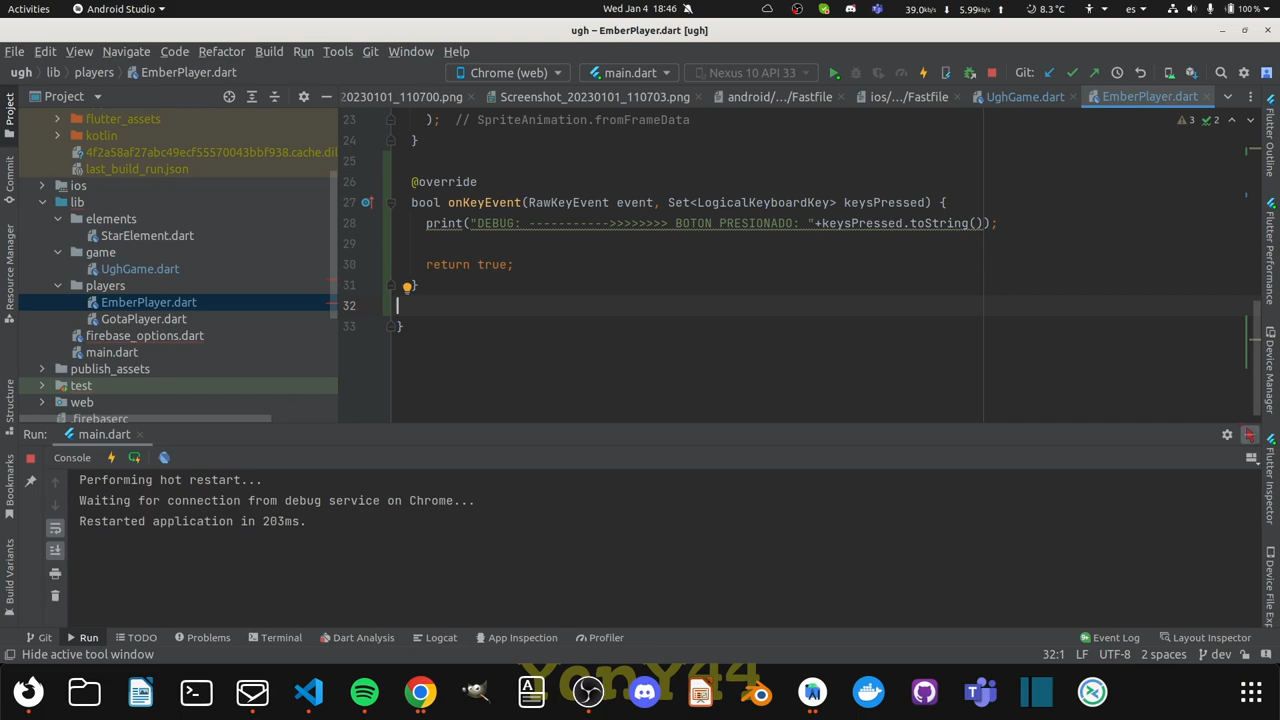 Activities
Android Studio
Wed Jan 4 18:46
39.0kb/s ↓ 5.99kb/s ↑ 8.3°C es 100 %
ugh – EmberPlayer.dart [ugh]
File Edit View Navigate Code Refactor Build Run Tools Git Window Help
ugh lib players EmberPlayer.dart
Chrome (web) main.dart Nexus 10 API 33 Git:
Project
20230101_110700.png Screenshot_20230101_110703.png android/.../Fastfile ios/.../Fastfile UghGame.dart EmberPlayer.dart
flutter_assets
kotlin
4f2a58af27abc49ecf55570043bbf938.cache.dil
last_build_run.json
ios
lib
elements
StarElement.dart
game
UghGame.dart
players
EmberPlayer.dart
GotaPlayer.dart
firebase_options.dart
main.dart
publish_assets
test
web
.firebaserc
23 ); // SpriteAnimation.fromFrameData
24 }
25
26 @override
27 bool onKeyEvent(RawKeyEvent event, Set<LogicalKeyboardKey> keysPressed) {
28 print("DEBUG: ----------->>>>>>>> BOTON PRESIONADO: "+keysPressed.toString());
29
30 return true;
31 }
32
33 }
3 2
Project
Commit
Resource Manager
Structure
Bookmarks
Build Variants
Flutter Outline
Flutter Performance
Device Manager
Flutter Inspector
Device File Exp
Run: main.dart
Console
Performing hot restart...
Waiting for connection from debug service on Chrome...
Restarted application in 203ms.
Git Run TODO Problems Terminal Dart Analysis Logcat App Inspection Profiler 9+ Event Log Layout Inspector
Hide active tool window
32:1 LF UTF-8 2 spaces dev
YonY44